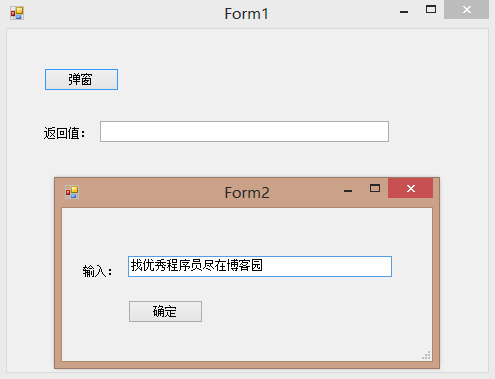 Form1
弹窗
返回值：
Form2
输入：
找优秀程序员尽在博客园
确定